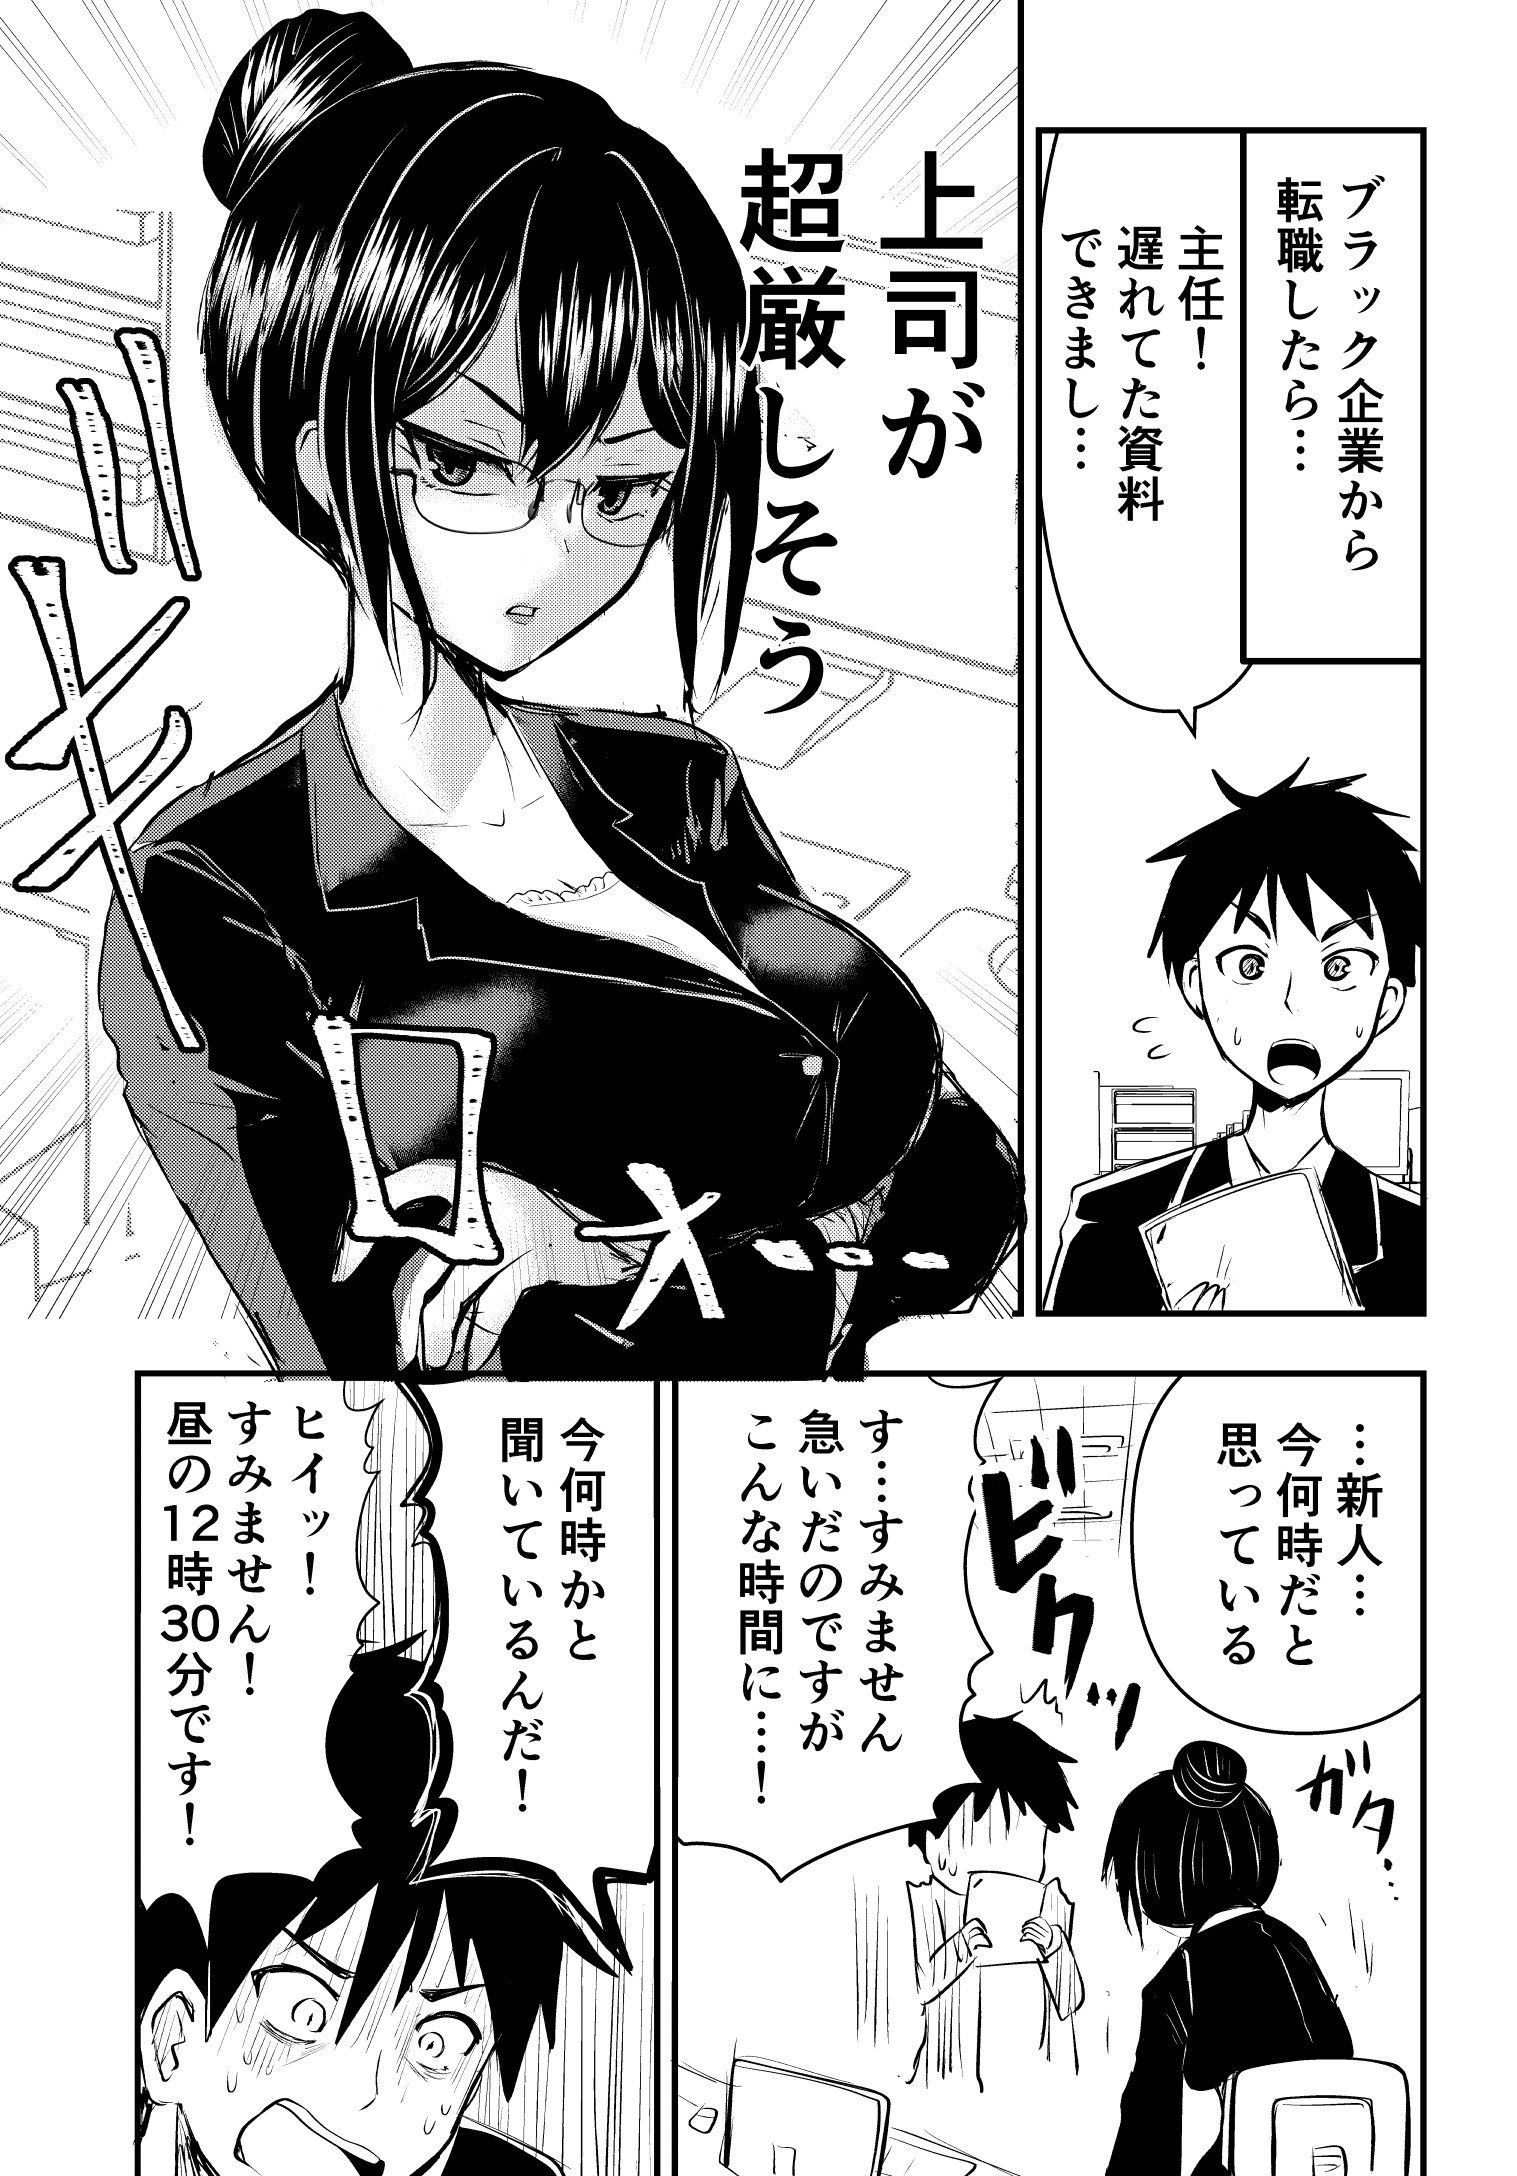 ブラック企業から
転職したら…
主任！
遅れてた資料
できまし…
上司が
超厳しそう
ギロォ…
…新人…
今何時だと
思っている
ガタ…
ビクッ
す…すみません
急いだのですが
こんな時間に……！
今何時かと
聞いているんだ！
ヒイッ！
すみません！
昼の12時30分です！